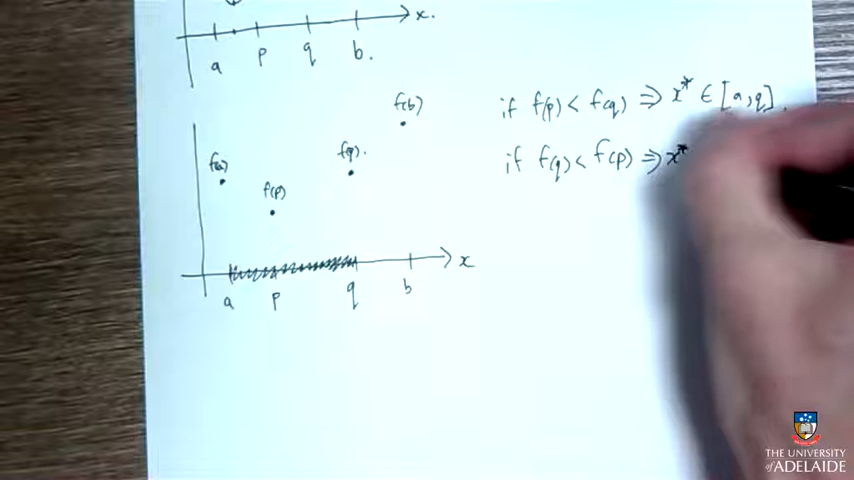 x.
a p q b.
f(b)
if f(p) < f(q) ⇒ x* ∈ [a,q].
f(a) f(q).
if f(q) < f(p) ⇒ x*
f(p)
x
a p q b
THE UNIVERSITY
of ADELAIDE